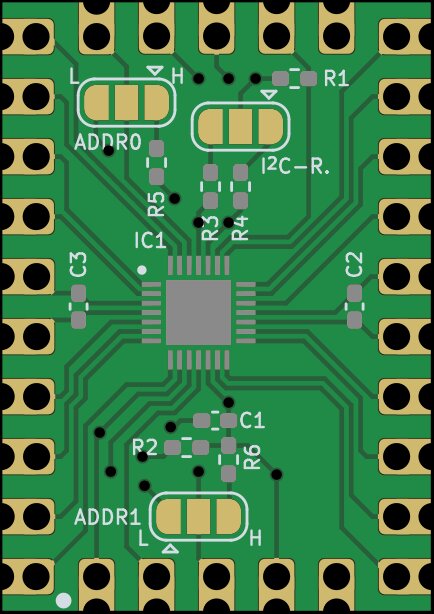 L H R1
ADDR0
I²C-R.
R5 R3 R4
IC1
C3 C2
C1
R2 R6
ADDR1
L H